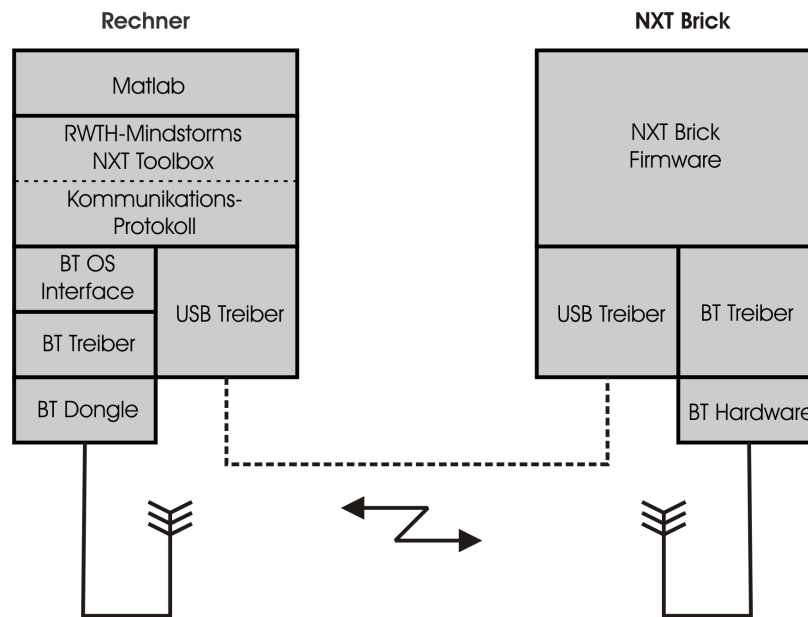 Rechner
NXT Brick
Matlab
RWTH-Mindstorms
NXT Toolbox
Kommunikations-
Protokoll
BT OS
Interface
USB Treiber
BT Treiber
BT Dongle
NXT Brick
Firmware
USB Treiber
BT Treiber
BT Hardware